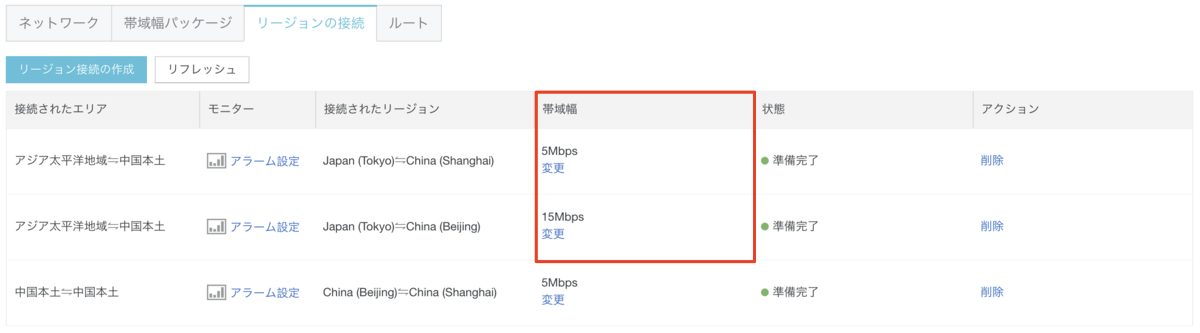 ネットワーク 帯域幅パッケージ リージョンの接続 ルート
リージョン接続の作成 リフレッシュ
接続されたエリア モニター 接続されたリージョン 帯域幅 状態 アクション
アジア太平洋地域⇋中国本土 アラーム設定 Japan (Tokyo)⇋China (Shanghai) 5Mbps 準備完了 削除
変更
アジア太平洋地域⇋中国本土 アラーム設定 Japan (Tokyo)⇋China (Beijing) 15Mbps 準備完了 削除
変更
中国本土⇋中国本土 アラーム設定 China (Beijing)⇋China (Shanghai) 5Mbps 準備完了 削除
変更